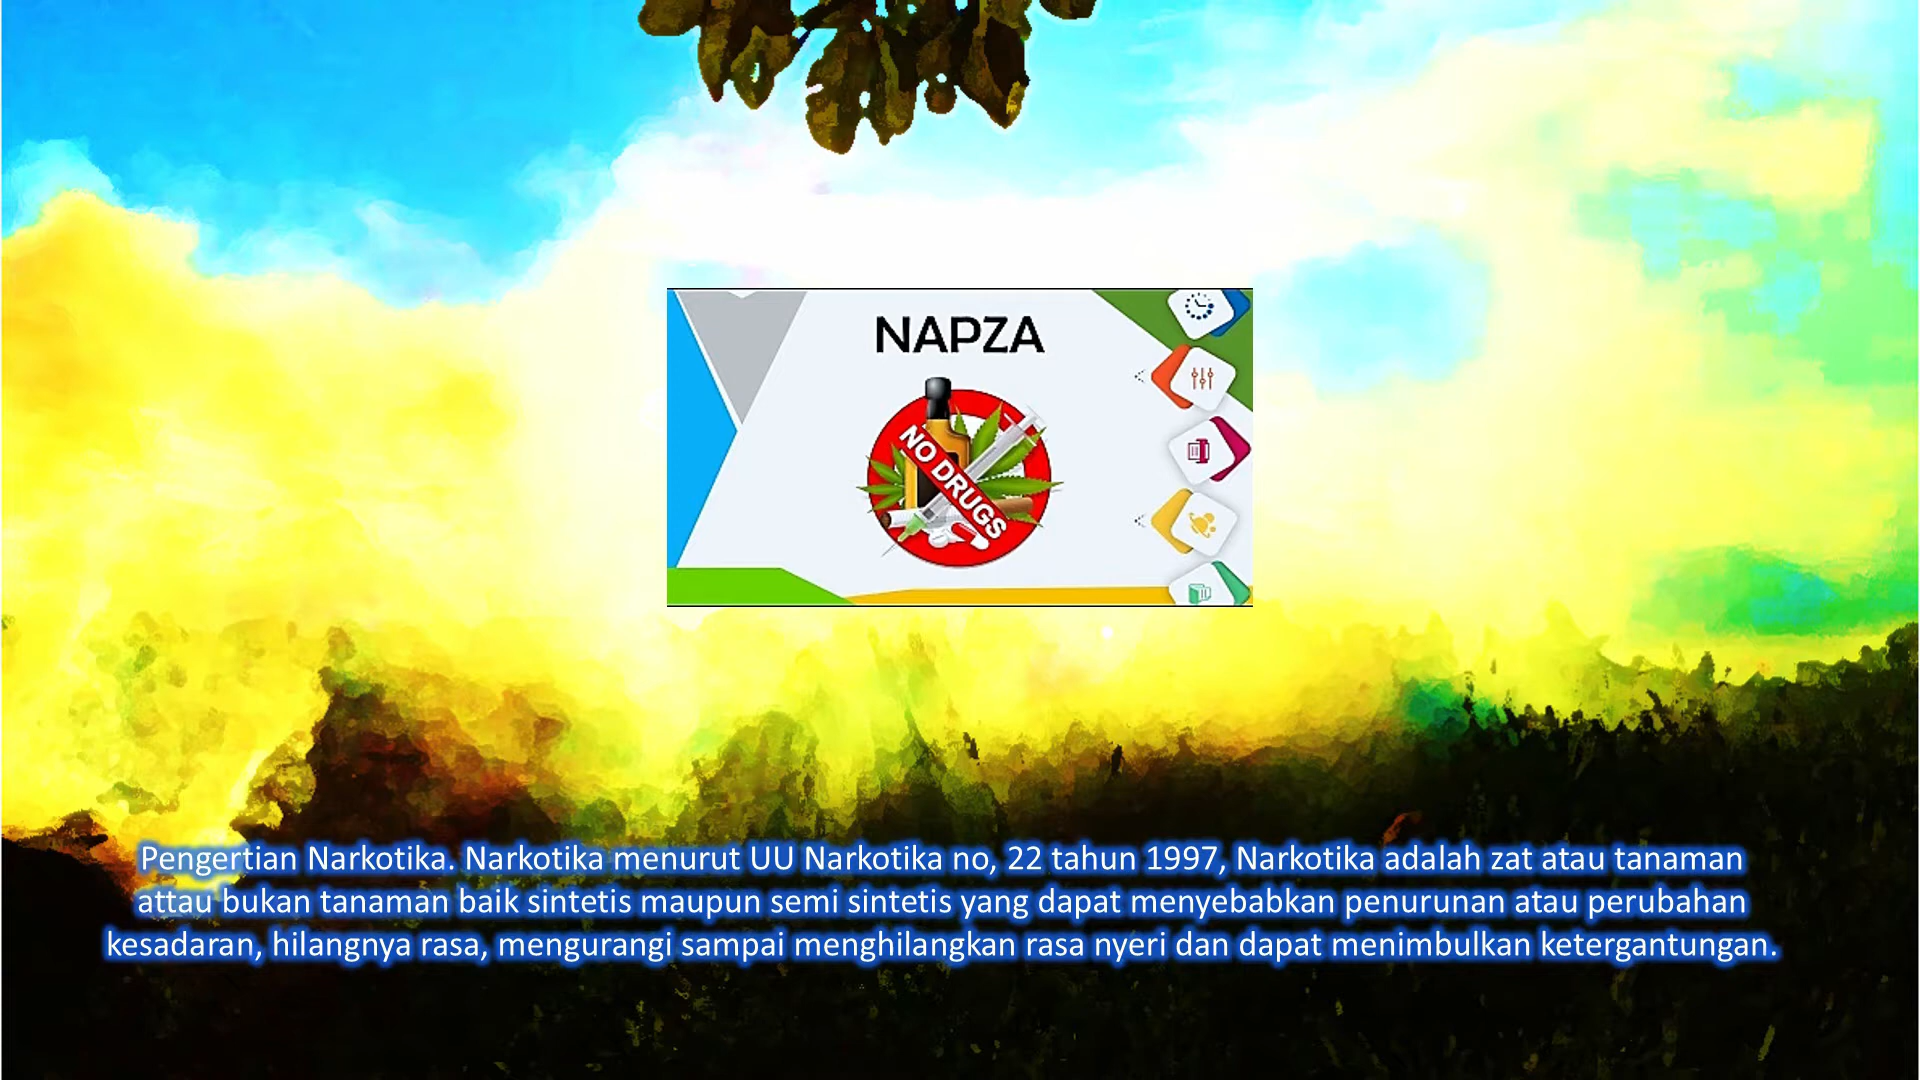 NAPZA
NO DRUGS
Pengertian Narkotika. Narkotika menurut UU Narkotika no, 22 tahun 1997, Narkotika adalah zat atau tanaman
attau bukan tanaman baik sintetis maupun semi sintetis yang dapat menyebabkan penurunan atau perubahan
kesadaran, hilangnya rasa, mengurangi sampai menghilangkan rasa nyeri dan dapat menimbulkan ketergantungan.